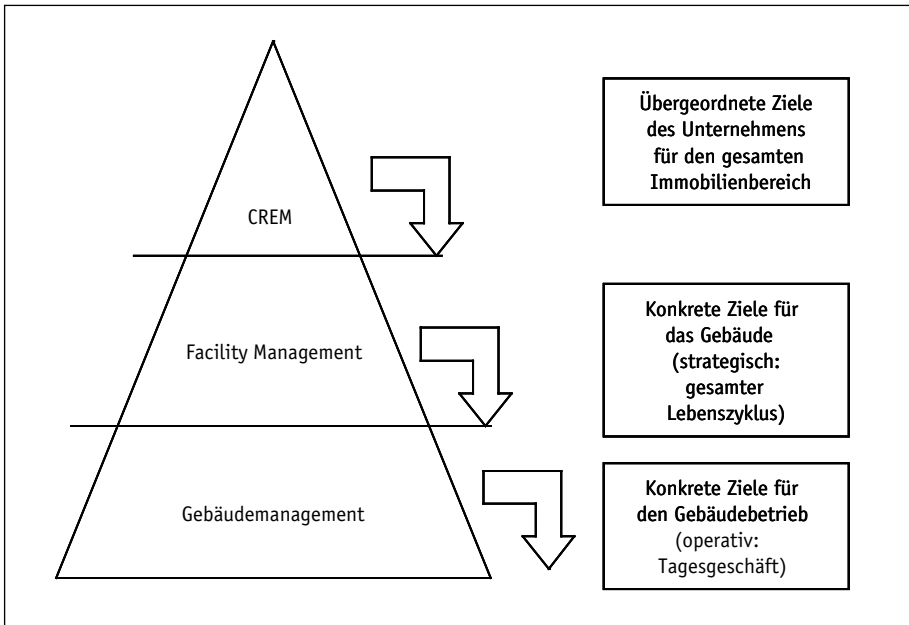 CREM
Übergeordnete Ziele
des Unternehmens
für den gesamten
Immobilienbereich
Facility Management
Konkrete Ziele für
das Gebäude
(strategisch:
gesamter
Lebenszyklus)
Gebäudemanagement
Konkrete Ziele für
den Gebäudebetrieb
(operativ:
Tagesgeschäft)